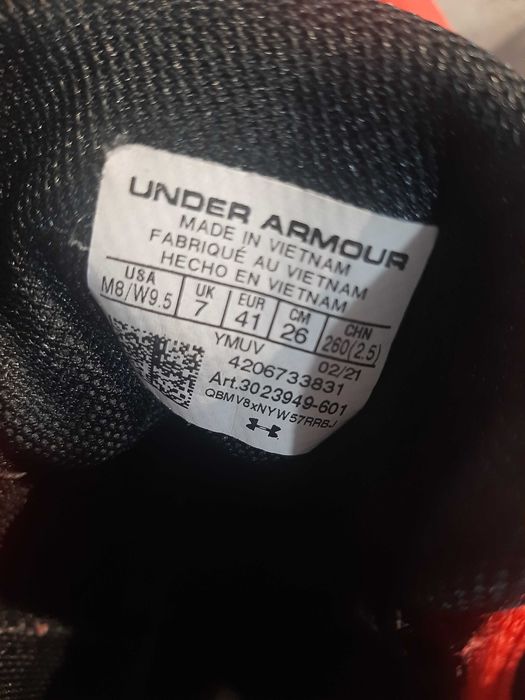 UNDER ARMOUR
MADE IN VIETNAM
FABRIQUÉ AU VIETNAM
HECHO EN VIETNAM
USA UK EUR CM CHN
M8/W9.5 7 41 26 260(2.5)
YMUV 02/21
4206733831
Art.3023949-601
QBMV8xNYW57RRBJ